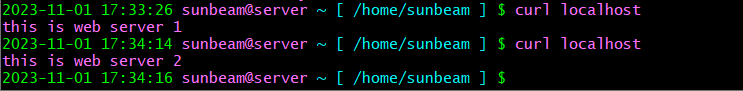 2023-11-01 17:33:26 sunbeam@server ~ [ /home/sunbeam ] $ curl localhost
this is web server 1
2023-11-01 17:34:14 sunbeam@server ~ [ /home/sunbeam ] $ curl localhost
this is web server 2
2023-11-01 17:34:16 sunbeam@server ~ [ /home/sunbeam ] $